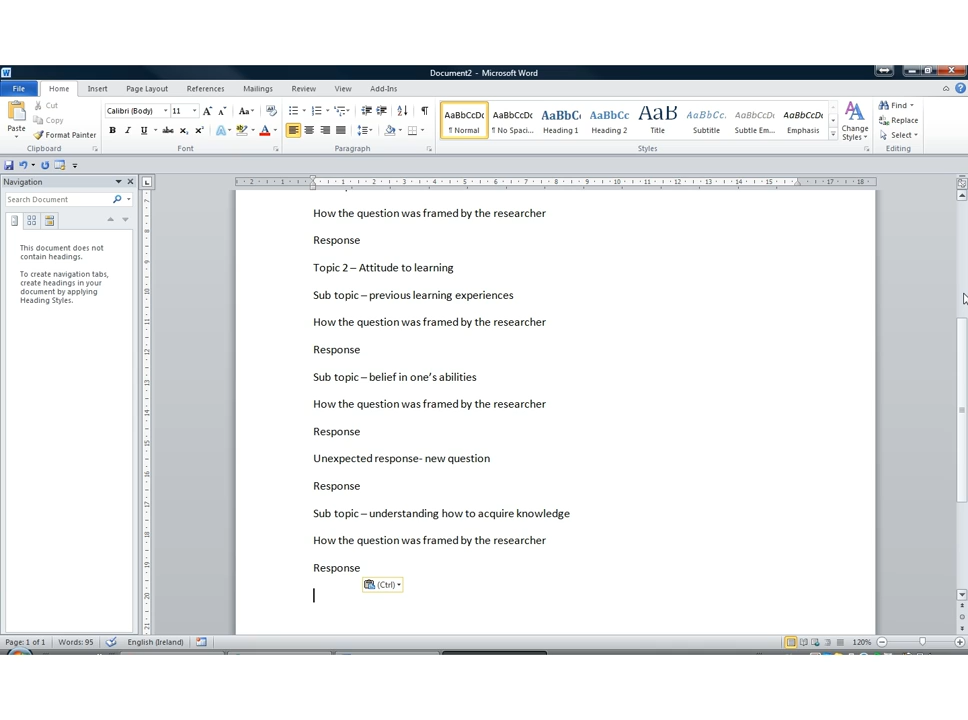 Document2 - Microsoft Word
File Home Insert Page Layout References Mailings Review View Add-Ins
Cut
Copy
Format Painter
Paste
Clipboard
Calibri (Body) 11
Font
Paragraph
AaBbCcDc AaBbCcDc AaBbC AaBbCc AaB AaBbCc. AaBbCcDc AaBbCcDc
¶ Normal ¶ No Spaci... Heading 1 Heading 2 Title Subtitle Subtle Em... Emphasis
Change Styles
Styles
Find
Replace
Select
Editing
Navigation
Search Document
This document does not
contain headings.
To create navigation tabs,
create headings in your
document by applying
Heading Styles.
How the question was framed by the researcher
Response
Topic 2 – Attitude to learning
Sub topic – previous learning experiences
How the question was framed by the researcher
Response
Sub topic – belief in one’s abilities
How the question was framed by the researcher
Response
Unexpected response- new question
Response
Sub topic – understanding how to acquire knowledge
How the question was framed by the researcher
Response
(Ctrl)
Page: 1 of 1 Words: 95 English (Ireland) 120%